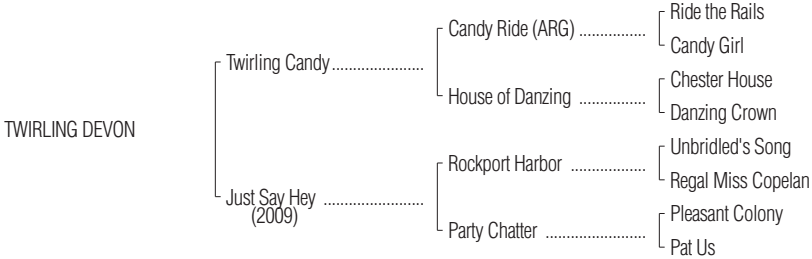 Ride the Rails
Candy Ride (ARG) ................
Candy Girl
Twirling Candy......................
Chester House
House of Danzing ................
Danzing Crown
TWIRLING DEVON
Unbridled's Song
Rockport Harbor ..................
Regal Miss Copelan
Just Say Hey ........................
(2009)
Pleasant Colony
Party Chatter ........................
Pat Us